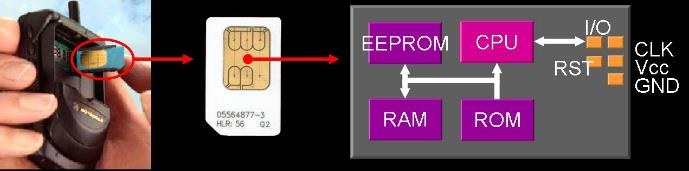 05564877-3
HLR: 56 Q2
EEPROM
CPU
I/O
CLK
RST
Vcc
GND
RAM
ROM